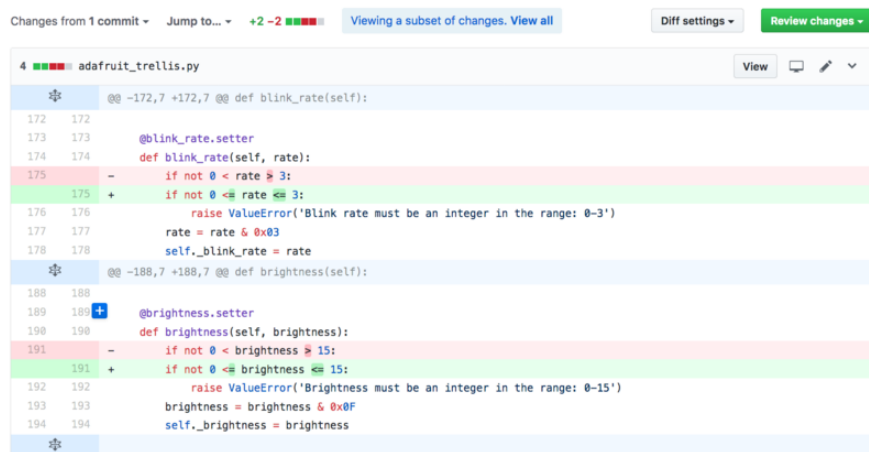 Changes from 1 commit Jump to... +2 −2 Viewing a subset of changes. View all Diff settings Review changes
4 adafruit_trellis.py View
@@ -172,7 +172,7 @@ def blink_rate(self):
172 172
173 173 @blink_rate.setter
174 174 def blink_rate(self, rate):
175 - if not 0 < rate > 3:
175 + if not 0 <= rate <= 3:
176 176 raise ValueError('Blink rate must be an integer in the range: 0-3')
177 177 rate = rate & 0x03
178 178 self._blink_rate = rate
@@ -188,7 +188,7 @@ def brightness(self):
188 188
189 189 + @brightness.setter
190 190 def brightness(self, brightness):
191 - if not 0 < brightness > 15:
191 + if not 0 <= brightness <= 15:
192 192 raise ValueError('Brightness must be an integer in the range: 0-15')
193 193 brightness = brightness & 0x0F
194 194 self._brightness = brightness